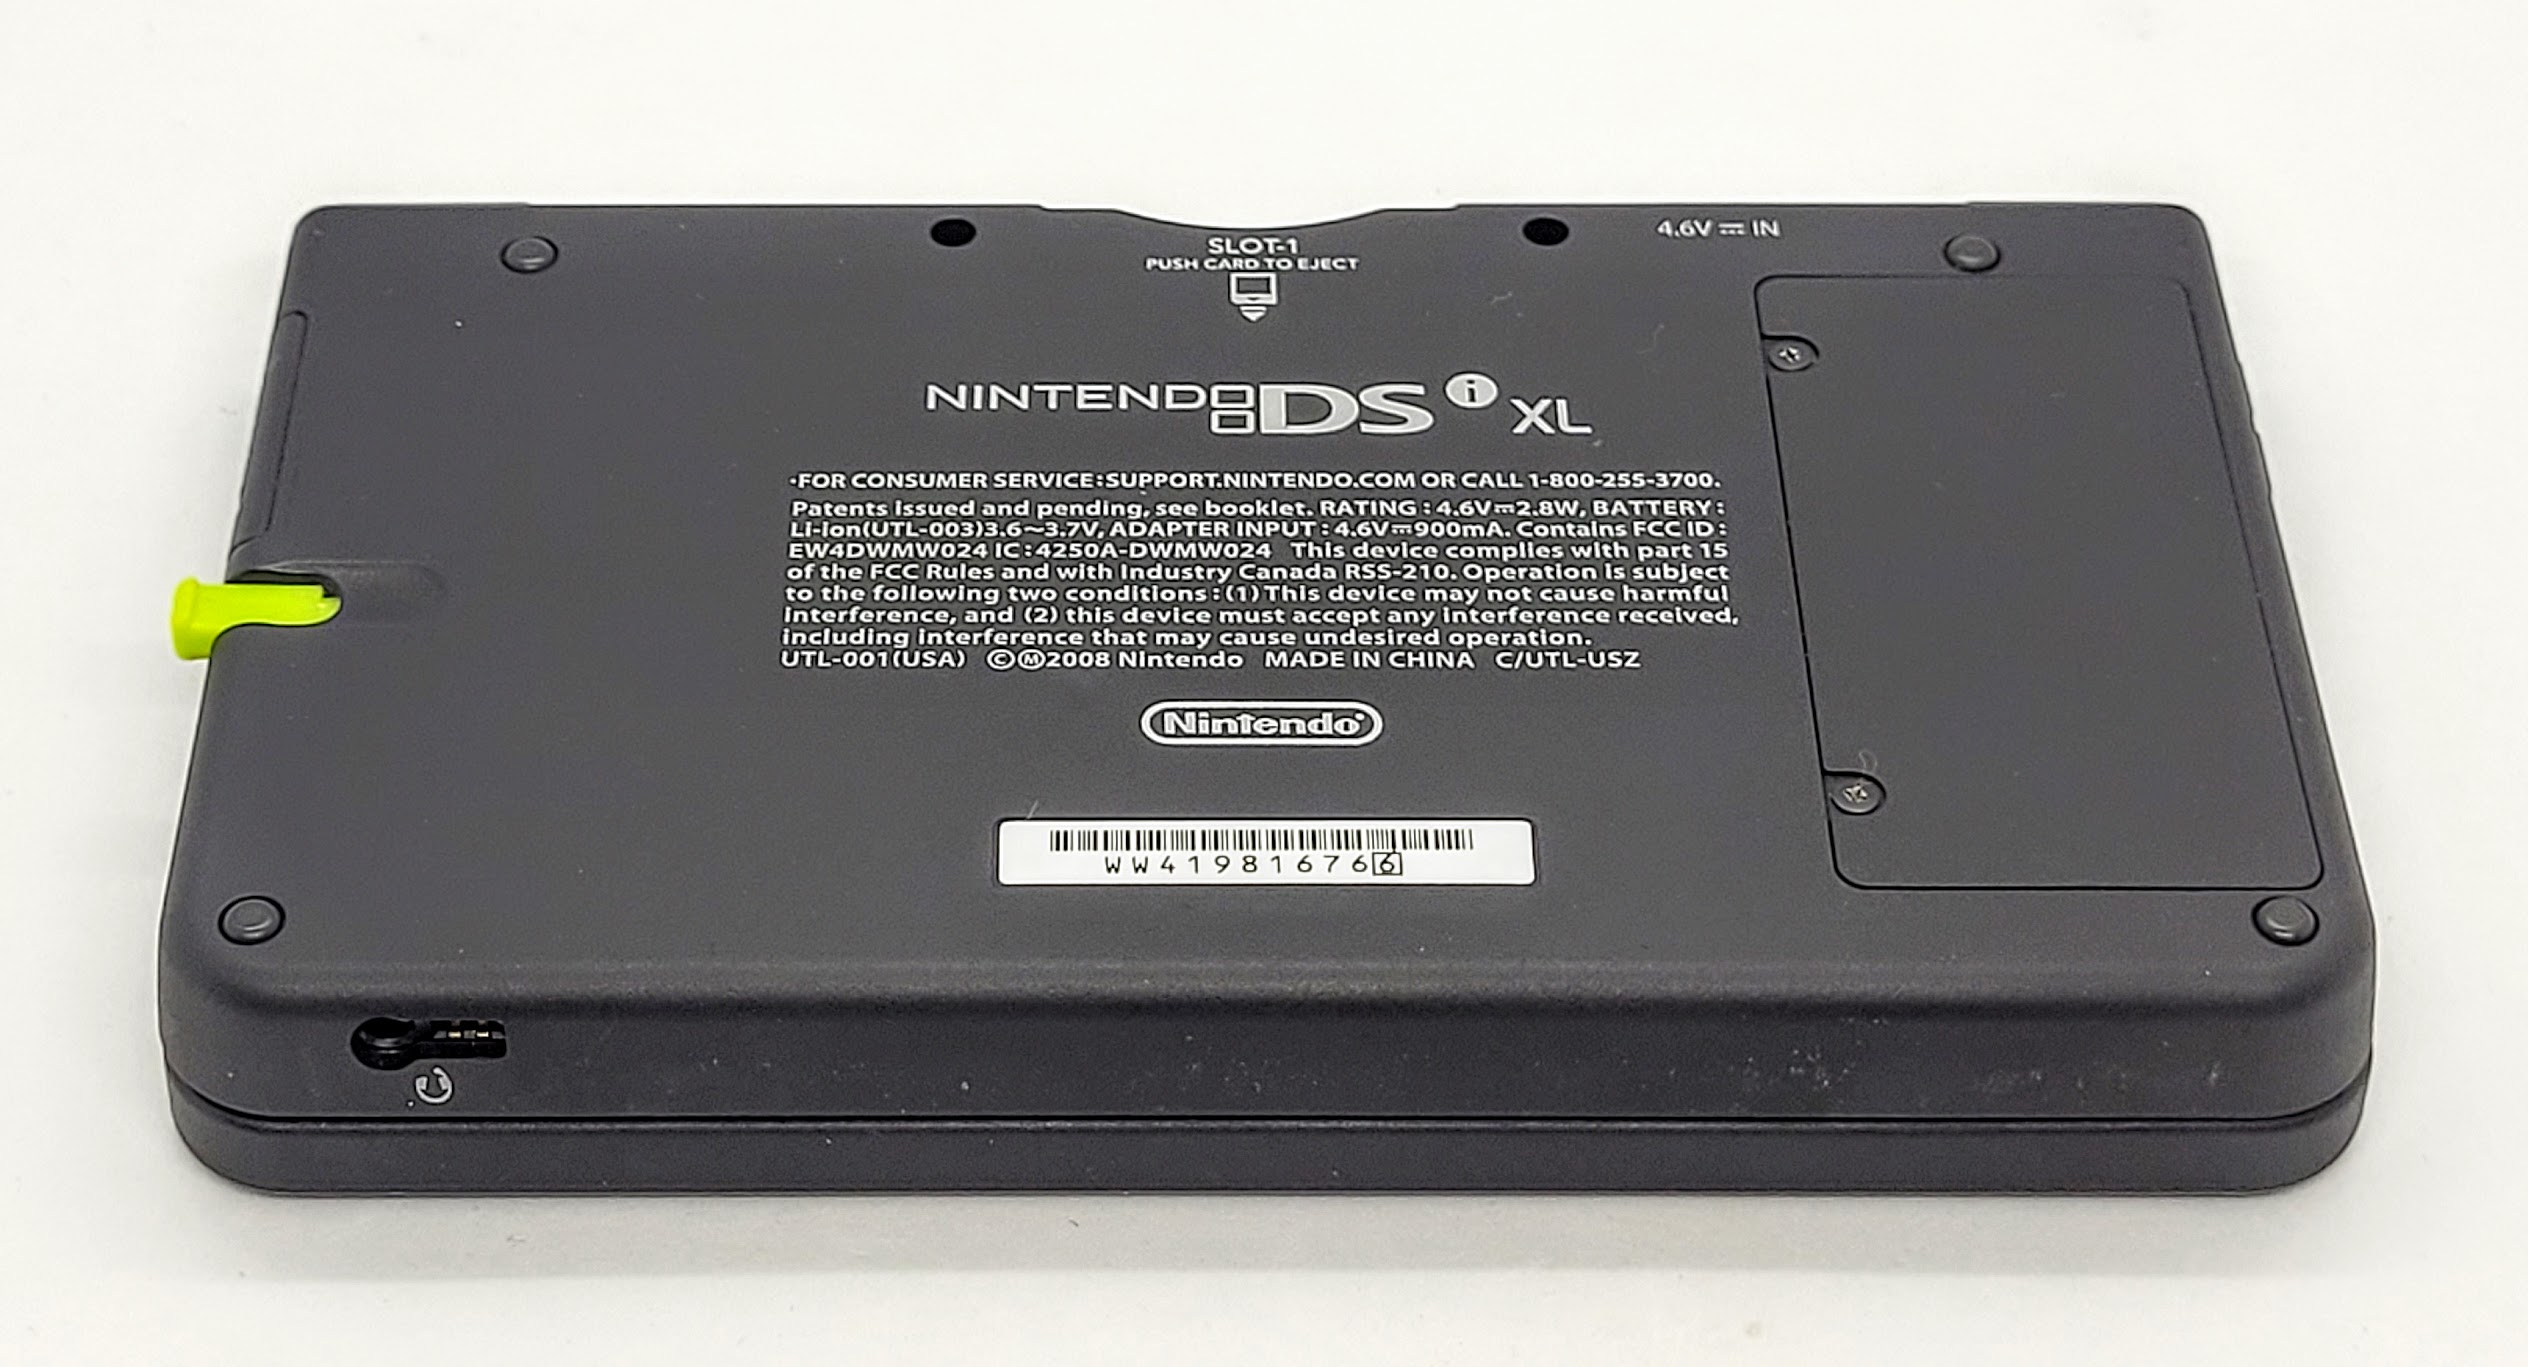 SLOT-1
PUSH CARD TO EJECT
4.6V⎓IN
NINTENDO DSi XL
·FOR CONSUMER SERVICE:SUPPORT.NINTENDO.COM OR CALL 1-800-255-3700.
Patents issued and pending, see booklet. RATING : 4.6V⎓2.8W, BATTERY :
Li-ion(UTL-003)3.6~3.7V, ADAPTER INPUT : 4.6V⎓900mA. Contains FCC ID :
EW4DWMW024 IC : 4250A-DWMW024 This device complies with part 15
of the FCC Rules and with Industry Canada RSS-210. Operation is subject
to the following two conditions : (1) This device may not cause harmful
interference, and (2) this device must accept any interference received,
including interference that may cause undesired operation.
UTL-001(USA) ©Ⓜ2008 Nintendo MADE IN CHINA C/UTL-USZ
Nintendo®
WW419816766